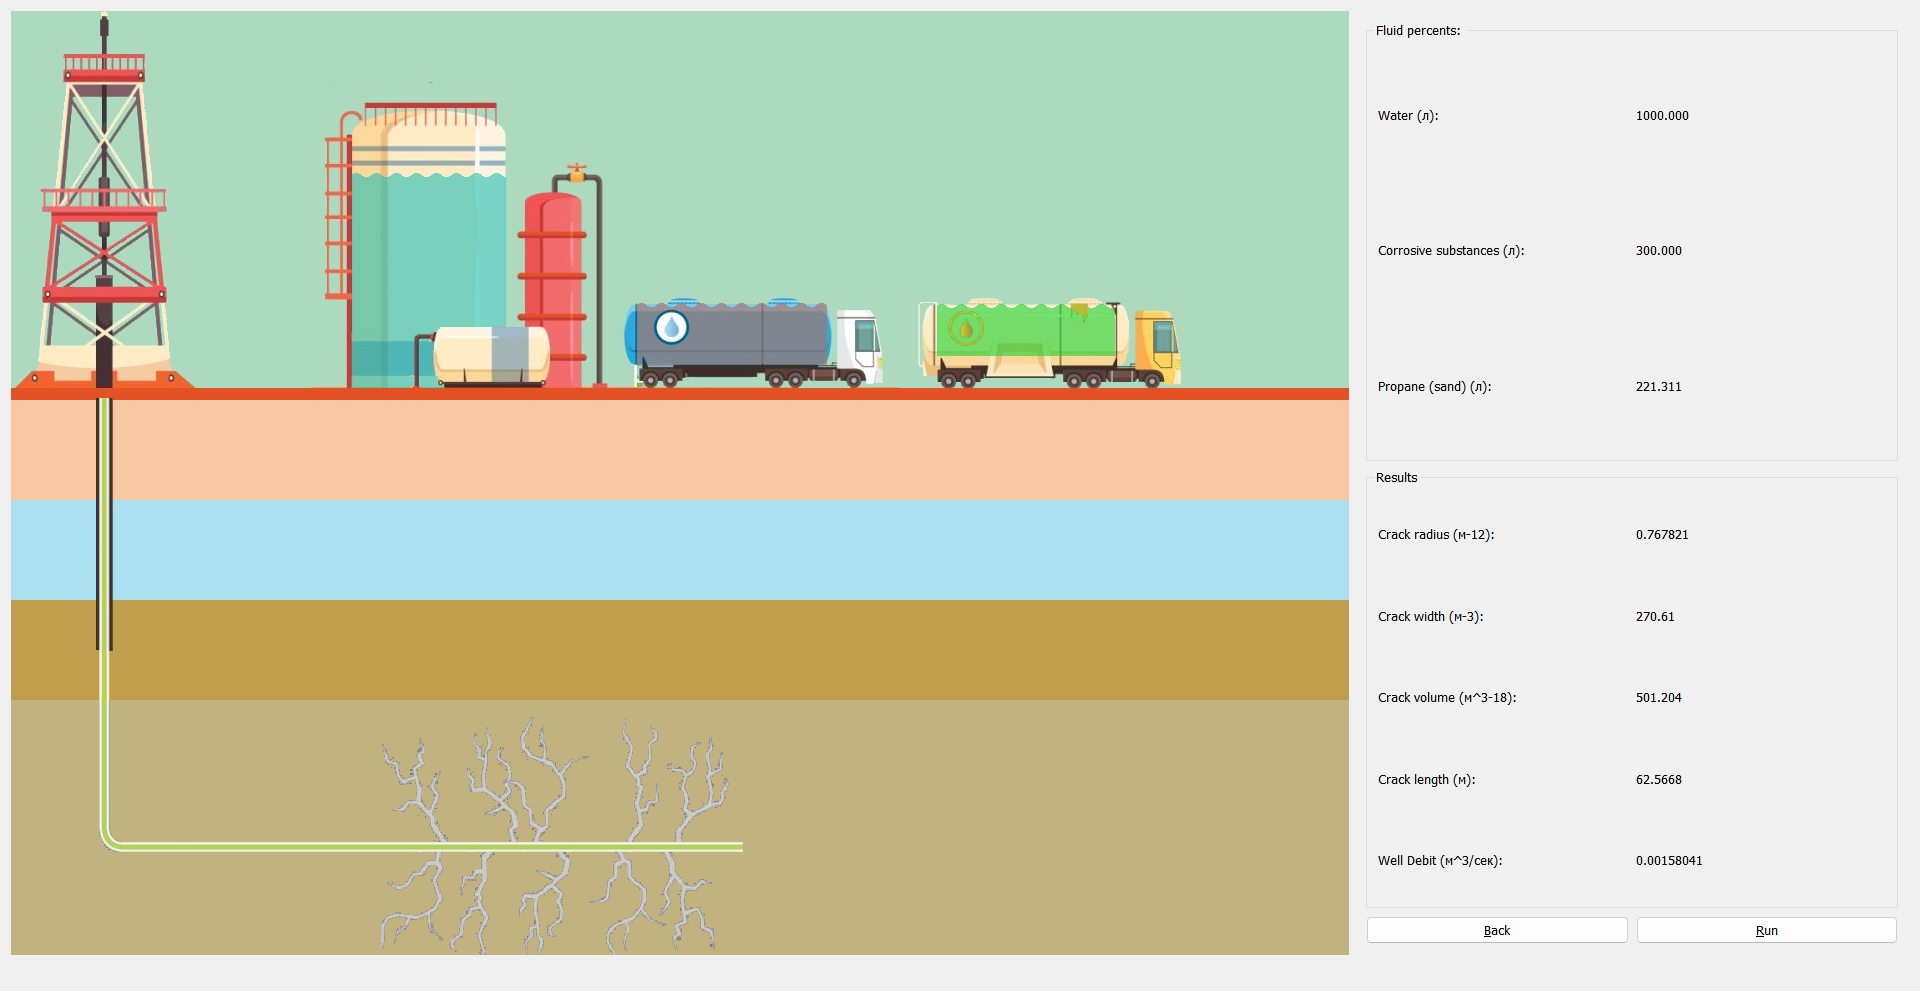 Fluid percents:
Water (л): 1000.000
Corrosive substances (л): 300.000
Propane (sand) (л): 221.311
Results
Crack radius (м-12): 0.767821
Crack width (м-3): 270.61
Crack volume (м^3-18): 501.204
Crack length (м): 62.5668
Well Debit (м^3/сек): 0.00158041
Back Run